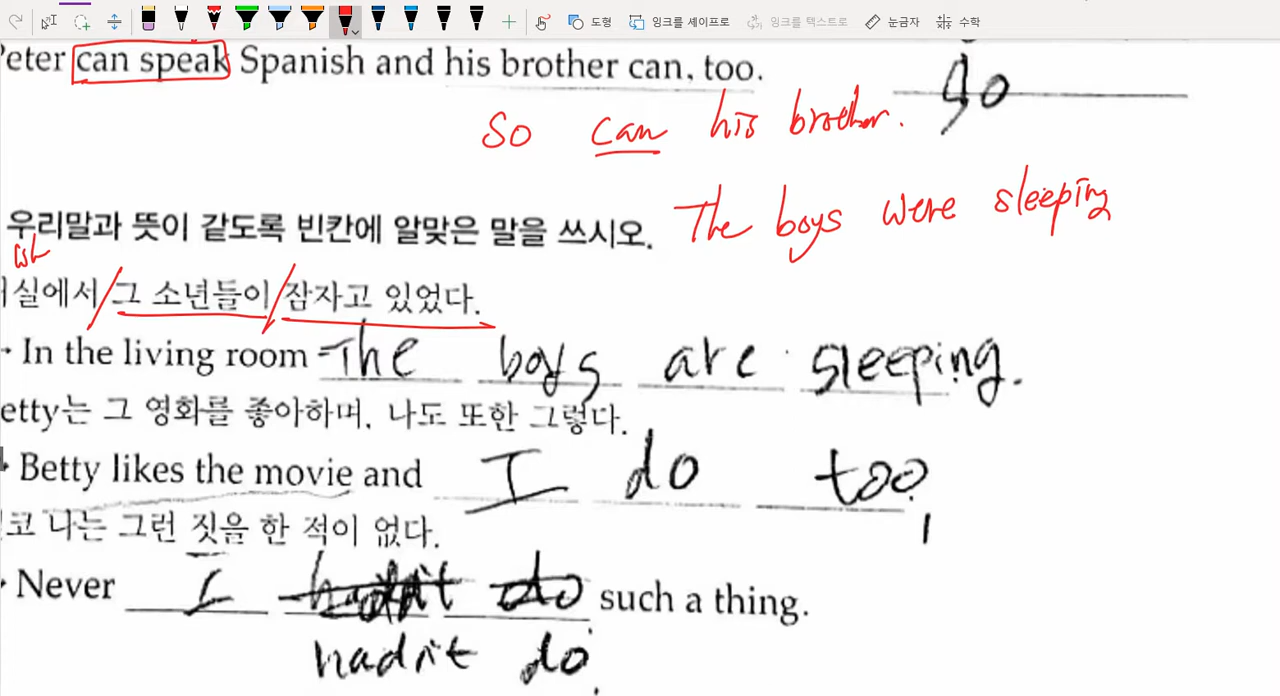 도형 잉크를 셰이프로 잉크를 텍스트로 눈금자 수학
Peter can speak Spanish and his brother can, too.
So can his brother.
우리말과 뜻이 같도록 빈칸에 알맞은 말을 쓰시오. The boys were sleeping
실에서 그 소년들이 잠자고 있었다.
In the living room The boys are sleeping.
etty는 그 영화를 좋아하며, 나도 또한 그렇다.
Betty likes the movie and I do too
코 나는 그런 짓을 한 적이 없다.
Never I such a thing.
do